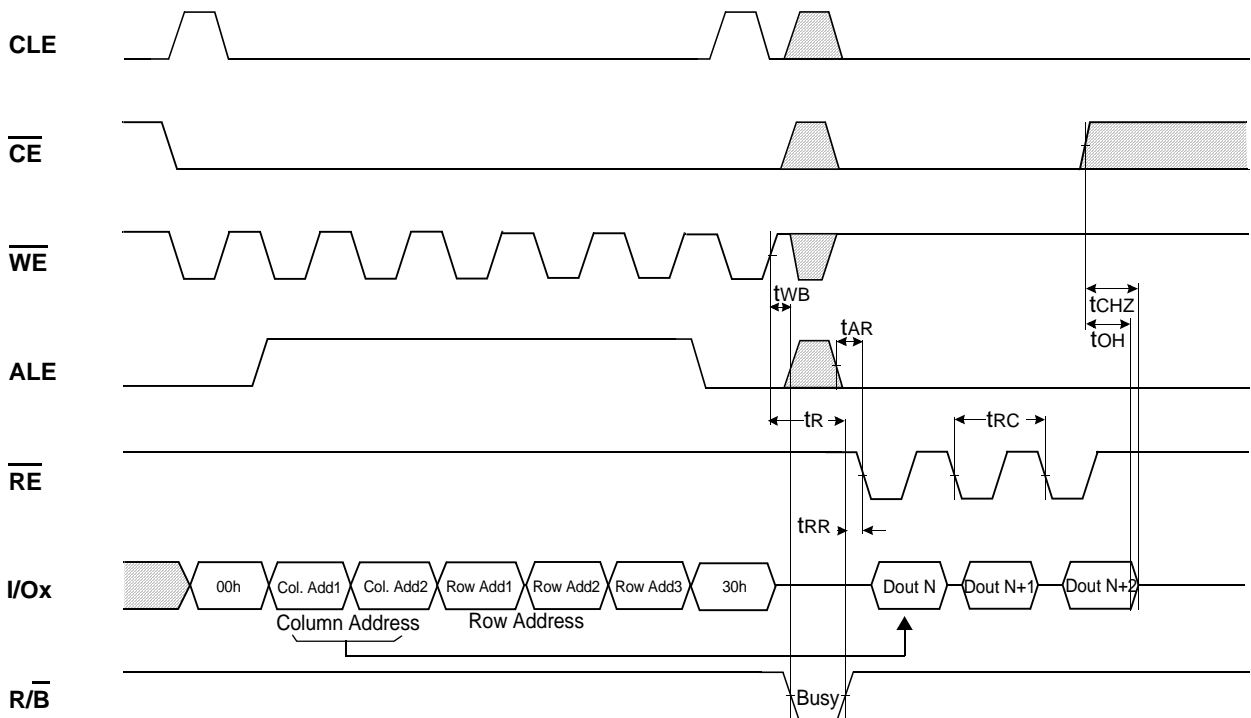 CLE
CE
WE
tWB
tCHZ
tAR
tOH
ALE
tR
tRC
RE
tRR
I/Ox
00h
Col. Add1
Col. Add2
Row Add1
Row Add2
Row Add3
30h
Dout N
Dout N+1
Dout N+2
Column Address
Row Address
R/B
Busy